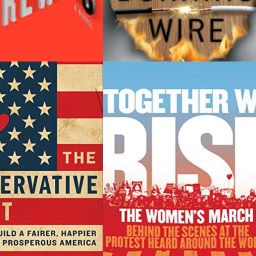 WIRE
THE
SERVATIVE
UILD A FAIRER, HAPPIER
PROSPEROUS AMERICA
TOGETHER W
RISE
THE WOMEN'S MARCH
BEHIND THE SCENES AT THE
PROTEST HEARD AROUND THE WO